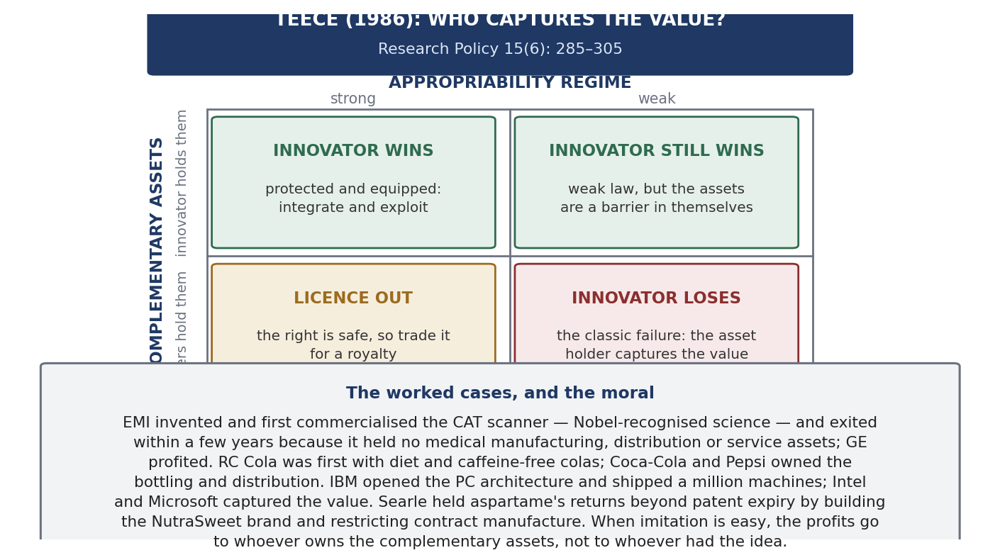 TEECE (1986): WHO CAPTURES THE VALUE?
Research Policy 15(6): 285–305
APPROPRIABILITY REGIME
strong
weak
OMPLEMENTARY ASSETS
innovator holds them
ers hold them
INNOVATOR WINS
protected and equipped:
integrate and exploit
INNOVATOR STILL WINS
weak law, but the assets
are a barrier in themselves
LICENCE OUT
the right is safe, so trade it
for a royalty
INNOVATOR LOSES
the classic failure: the asset
holder captures the value
The worked cases, and the moral
EMI invented and first commercialised the CAT scanner — Nobel-recognised science — and exited
within a few years because it held no medical manufacturing, distribution or service assets; GE
profited. RC Cola was first with diet and caffeine-free colas; Coca-Cola and Pepsi owned the
bottling and distribution. IBM opened the PC architecture and shipped a million machines; Intel
and Microsoft captured the value. Searle held aspartame's returns beyond patent expiry by building
the NutraSweet brand and restricting contract manufacture. When imitation is easy, the profits go
to whoever owns the complementary assets, not to whoever had the idea.